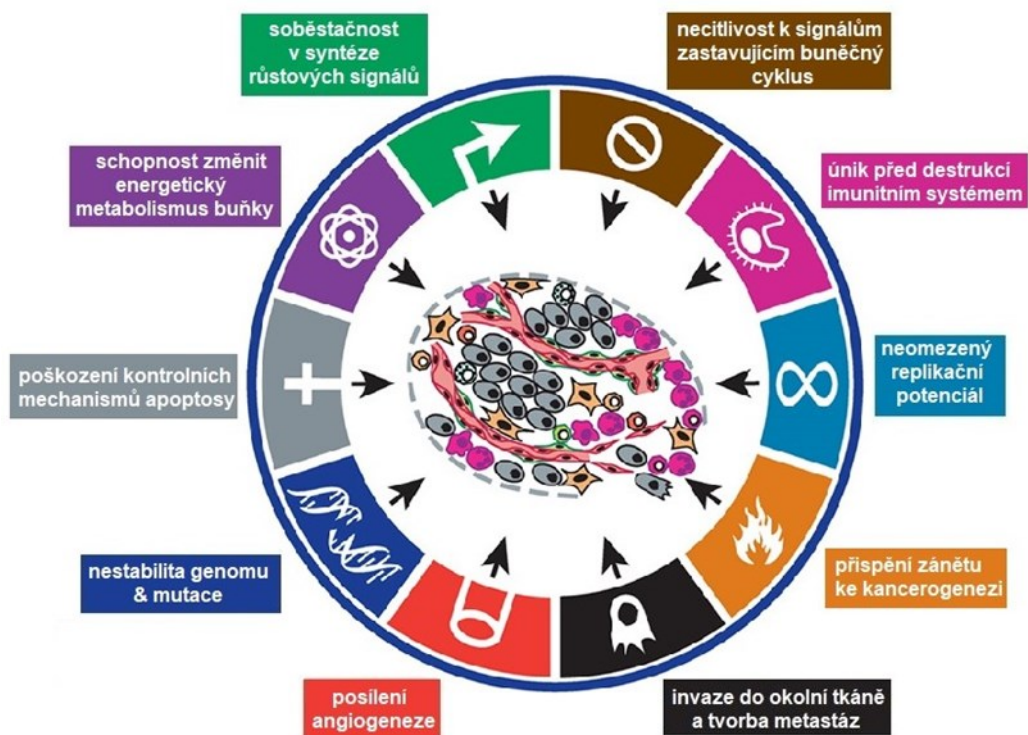 soběstačnost
v syntéze
růstových signálů
necitlivost k signálům
zastavujícím buněčný
cyklus
schopnost změnit
energetický
metabolismus buňky
únik před destrukcí
imunitním systémem
poškození kontrolních
mechanismů apoptosy
neomezený
replikační
potenciál
nestabilita genomu
& mutace
přispění zánětu
ke kancerogenezi
posílení
angiogeneze
invaze do okolní tkáně
a tvorba metastáz